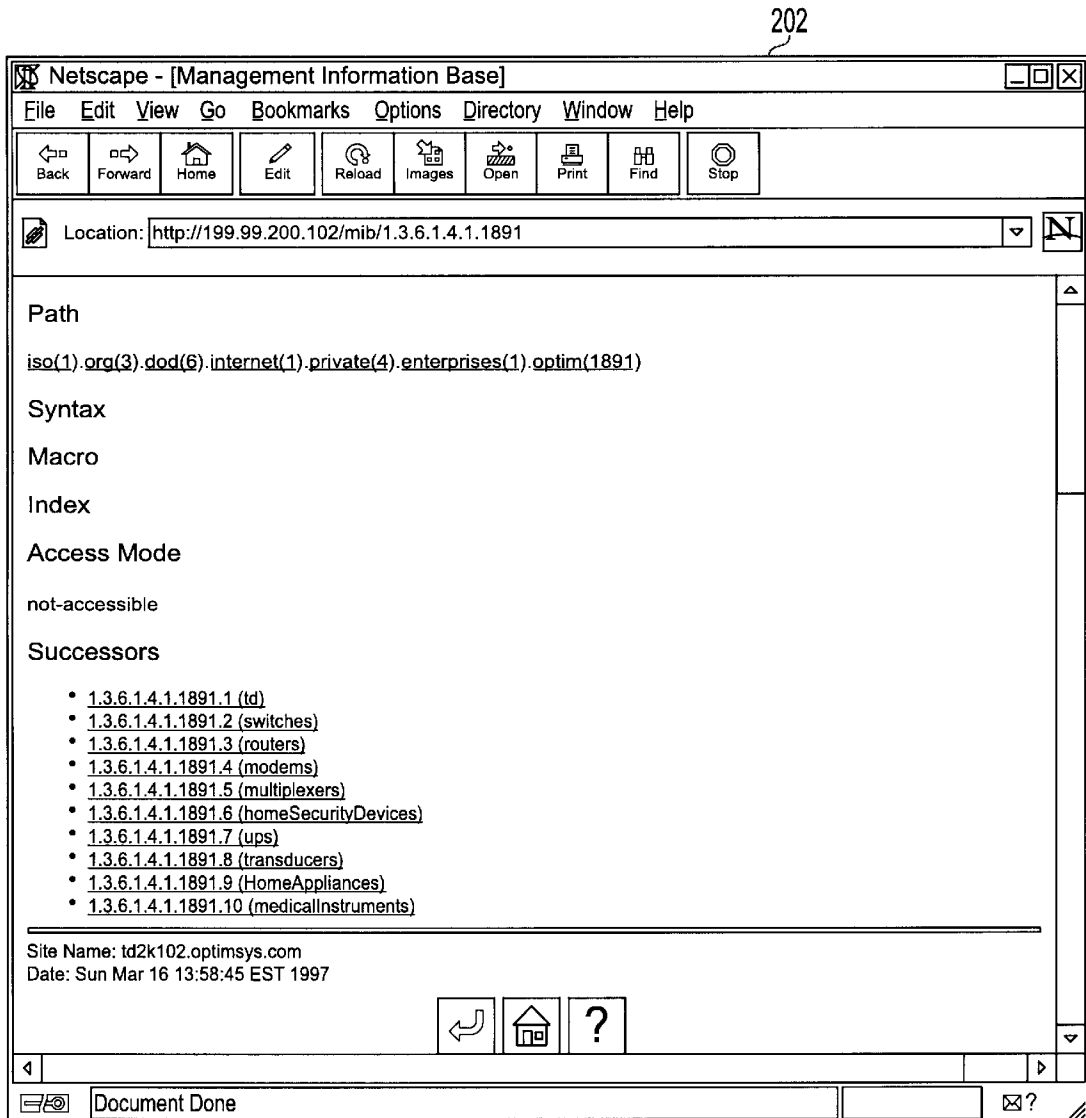 202
Netscape - [Management Information Base]
File Edit View Go Bookmarks Options Directory Window Help
Back Forward Home Edit Reload Images Open Print Find Stop
Location: http://199.99.200.102/mib/1.3.6.1.4.1.1891
N
Path
iso(1).org(3).dod(6).internet(1).private(4).enterprises(1).optim(1891)
Syntax
Macro
Index
Access Mode
not-accessible
Successors
• 1.3.6.1.4.1.1891.1 (td)
• 1.3.6.1.4.1.1891.2 (switches)
• 1.3.6.1.4.1.1891.3 (routers)
• 1.3.6.1.4.1.1891.4 (modems)
• 1.3.6.1.4.1.1891.5 (multiplexers)
• 1.3.6.1.4.1.1891.6 (homeSecurityDevices)
• 1.3.6.1.4.1.1891.7 (ups)
• 1.3.6.1.4.1.1891.8 (transducers)
• 1.3.6.1.4.1.1891.9 (HomeAppliances)
• 1.3.6.1.4.1.1891.10 (medicalInstruments)
Site Name: td2k102.optimsys.com
Date: Sun Mar 16 13:58:45 EST 1997
?
Document Done
?